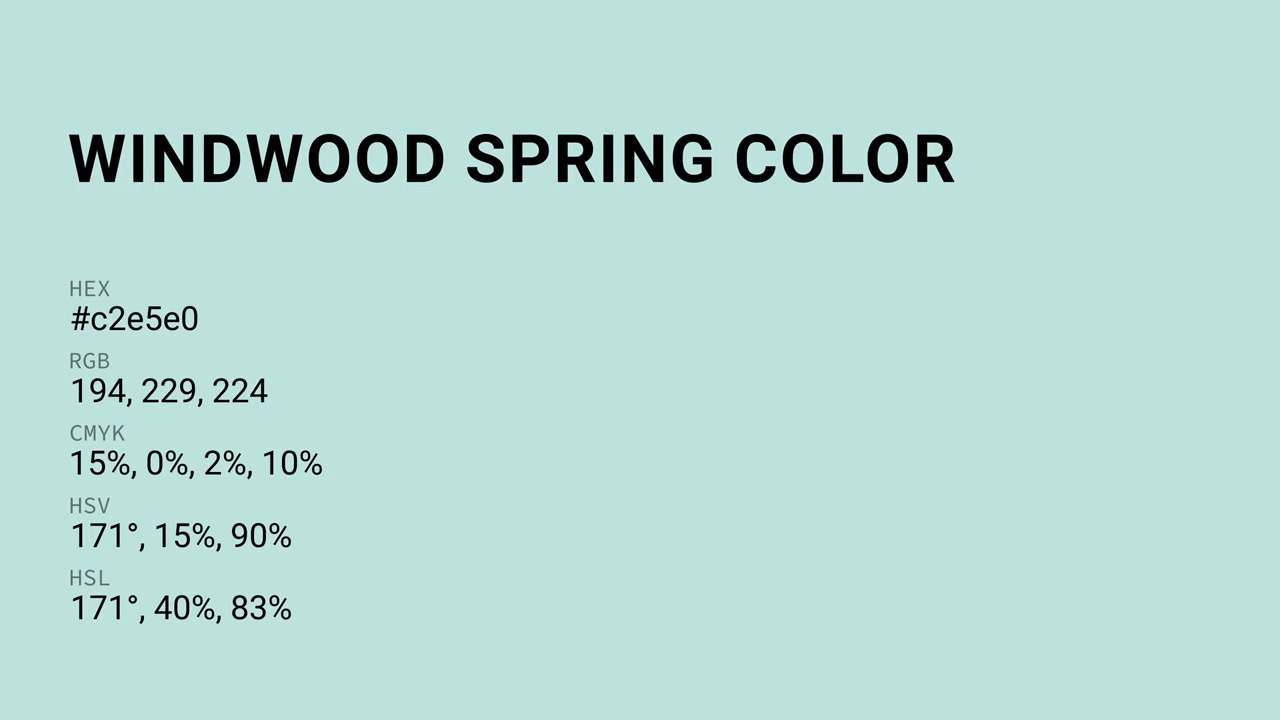 WINDWOOD SPRING COLOR
HEX
#c2e5e0
RGB
194, 229, 224
CMYK
15%, 0%, 2%, 10%
HSV
171°, 15%, 90%
HSL
171°, 40%, 83%